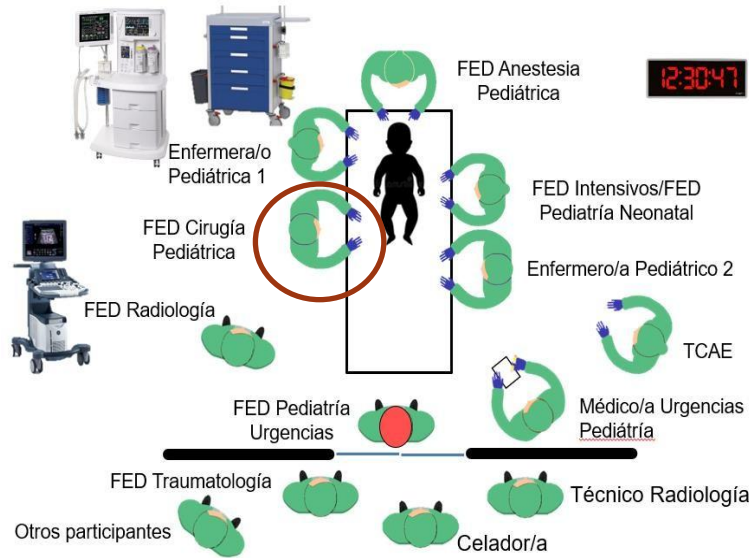 FED Anestesia
Pediátrica
12:30:47
Enfermera/o
Pediátrica 1
FED Intensivos/FED
Pediatría Neonatal
FED Cirugía
Pediátrica
Enfermero/a Pediátrico 2
FED Radiología
TCAE
FED Pediatría
Urgencias
Médico/a Urgencias
Pediatría
FED Traumatología
Técnico Radiología
Otros participantes
Celador/a